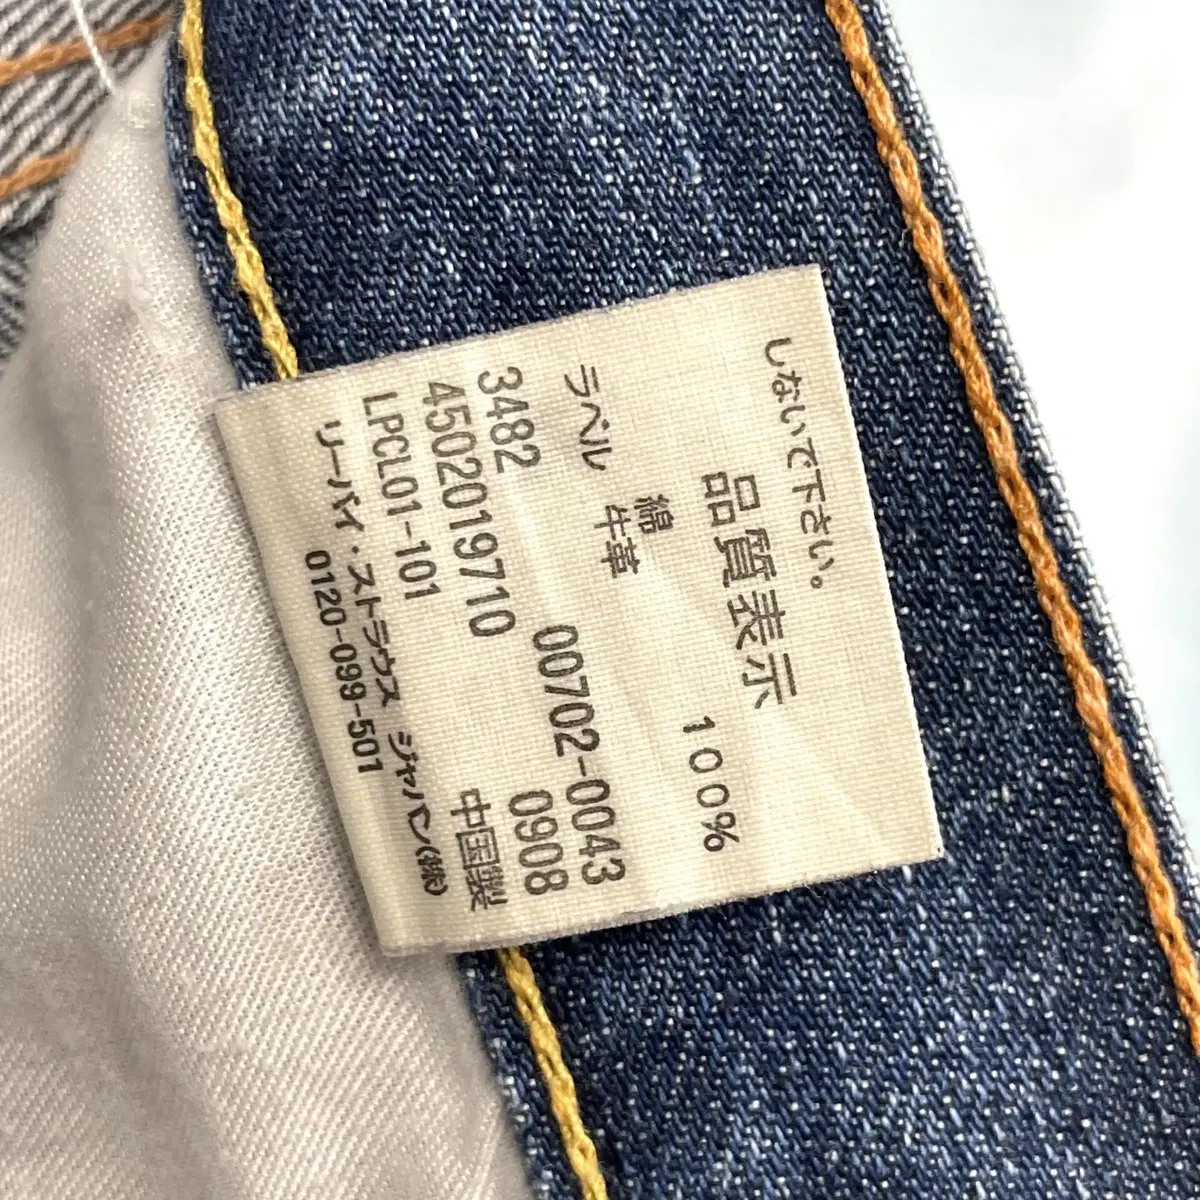 しないで下さい。
品質表示
綿 100%
ラベル 牛革
00702-0043
3482 0908
4502019710 中国製
LPCL01-101
リーバイ・ストラウス ジャパン(株)
0120-099-501